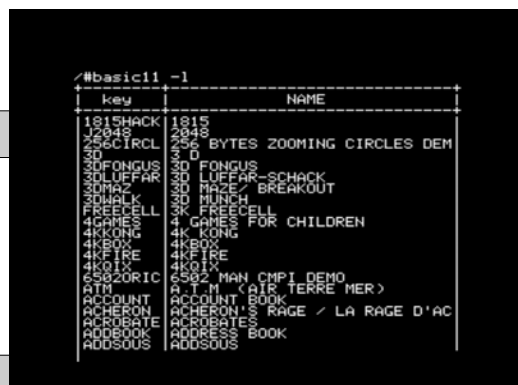 /#basic11 -l
key NAME
1815HACK 1815
J2048 2048
256CIRCL 256 BYTES ZOOMING CIRCLES DEM
3D 3 D
3DFONGUS 3D FONGUS
3DLUFFAR 3D LUFFAR-SCHACK
3DMAZ 3D MAZE/ BREAKOUT
3DWALK 3D MUNCH
FREECELL 3K FREECELL
4GAMES 4 GAMES FOR CHILDREN
4KKONG 4K KONG
4KBOX 4KBOX
4KFIRE 4KFIRE
4KQIX 4KQIX
6502ORIC 6502 MAN CMPI DEMO
ATM A.T.M (AIR TERRE MER)
ACCOUNT ACCOUNT BOOK
ACHERON ACHERON'S RAGE / LA RAGE D'AC
ACROBATE ACROBATES
ADDBOOK ADDRESS BOOK
ADDSOUS ADDSOUS